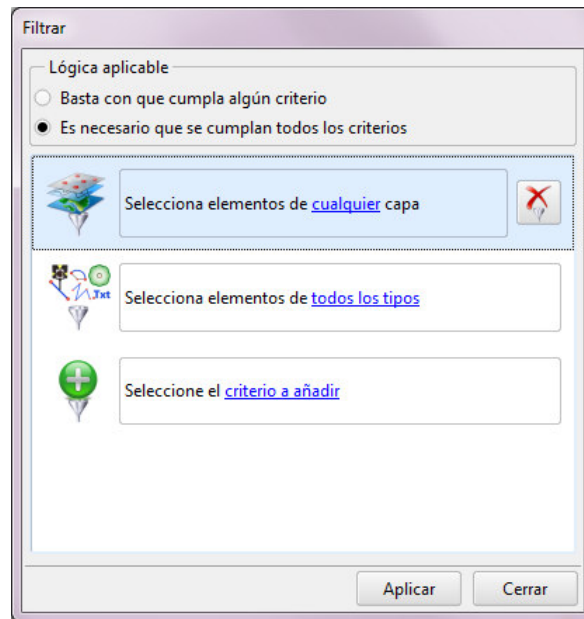 Filtrar
Lógica aplicable
Basta con que cumpla algún criterio
Es necesario que se cumplan todos los criterios
Selecciona elementos de cualquier capa
Txt
Selecciona elementos de todos los tipos
Seleccione el criterio a añadir
Aplicar
Cerrar